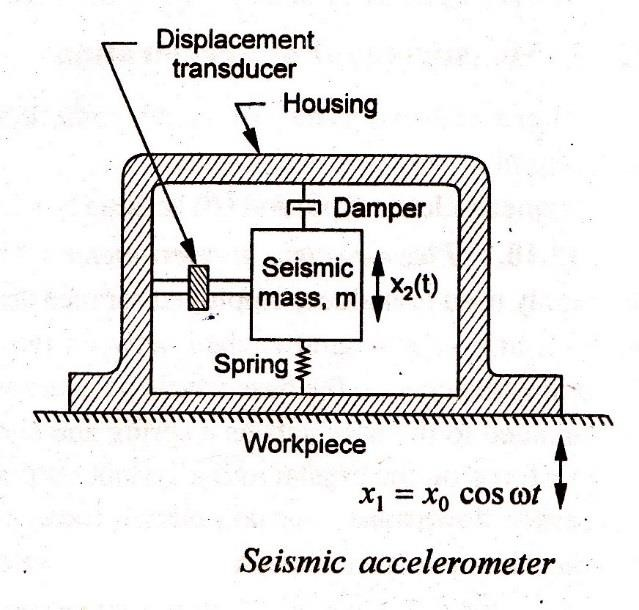 Displacement
transducer
Housing
Damper
Seismic
mass, m
x₂(t)
Spring
Workpiece
x₁ = x₀ cos ωt
Seismic accelerometer